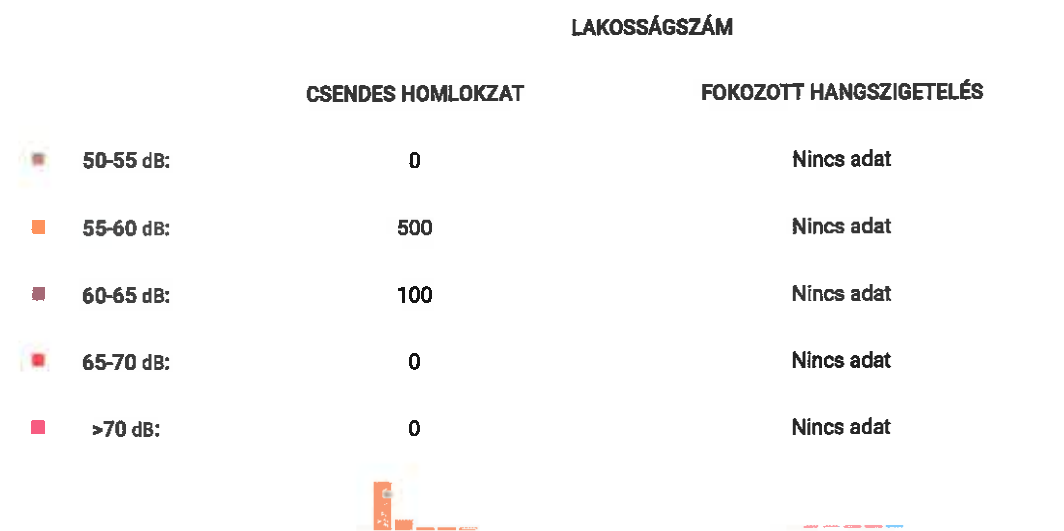 LAKOSSÁGSZÁM
CSENDES HOMLOKZAT FOKOZOTT HANGSZIGETELÉS
50-55 dB: 0 Nincs adat
55-60 dB: 500 Nincs adat
60-65 dB: 100 Nincs adat
65-70 dB: 0 Nincs adat
>70 dB: 0 Nincs adat